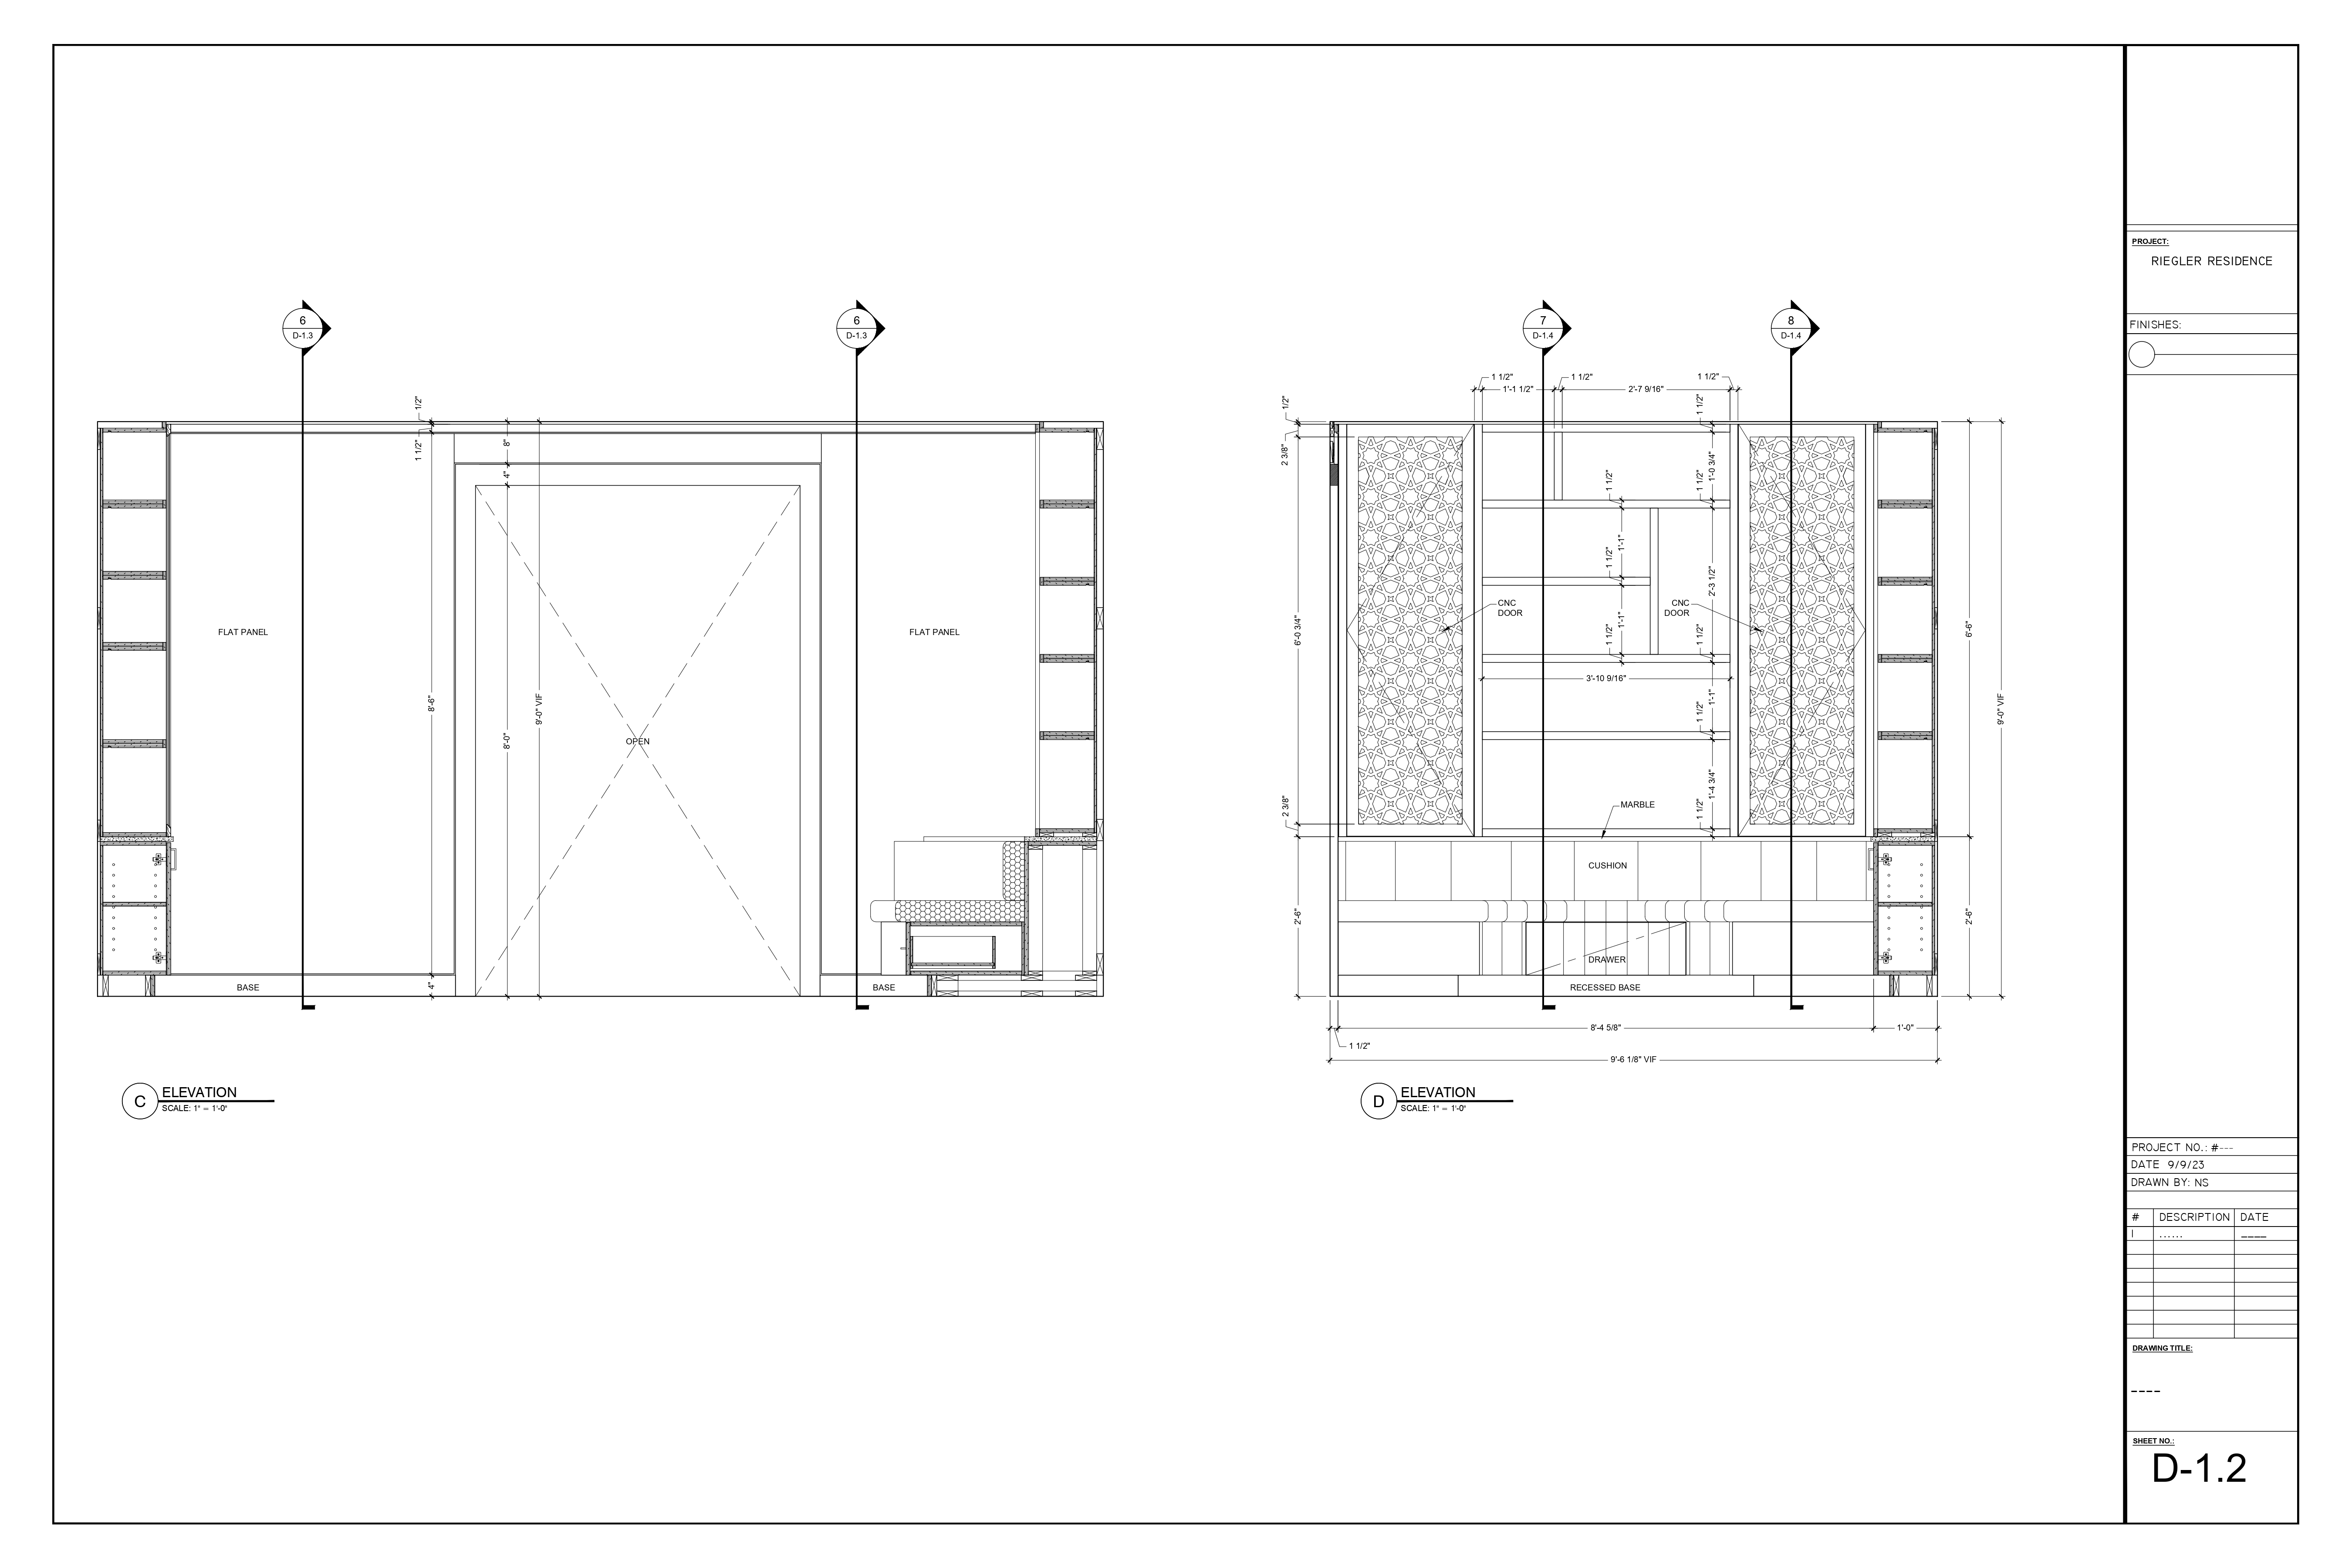 6
D-1.3
6
D-1.3
1/2"
1 1/2"
8"
4"
FLAT PANEL
FLAT PANEL
8'-6"
9'-0" VIF
8'-0"
OPEN
BASE
4"
BASE
C
ELEVATION
SCALE: 1" = 1'-0"
7
D-1.4
8
D-1.4
1 1/2"
1 1/2"
1 1/2"
1'-1 1/2"
2'-7 9/16"
1/2"
1 1/2"
2 3/8"
1'-0 3/4"
1 1/2"
1 1/2"
1'-1"
1 1/2"
2'-3 1/2"
CNC
DOOR
CNC
DOOR
6'-0 3/4"
1'-1"
1 1/2"
1 1/2"
6'-6"
3'-10 9/16"
1'-1"
1 1/2"
9'-0" VIF
1'-4 3/4"
2 3/8"
MARBLE
1 1/2"
CUSHION
2'-6"
2'-6"
DRAWER
RECESSED BASE
8'-4 5/8"
1'-0"
1 1/2"
9'-6 1/8" VIF
D
ELEVATION
SCALE: 1" = 1'-0"
PROJECT:
RIEGLER RESIDENCE
FINISHES:
PROJECT NO.: #---
DATE 9/9/23
DRAWN BY: NS
# DESCRIPTION DATE
1 ...... ____
DRAWING TITLE:
----
SHEET NO.:
D-1.2